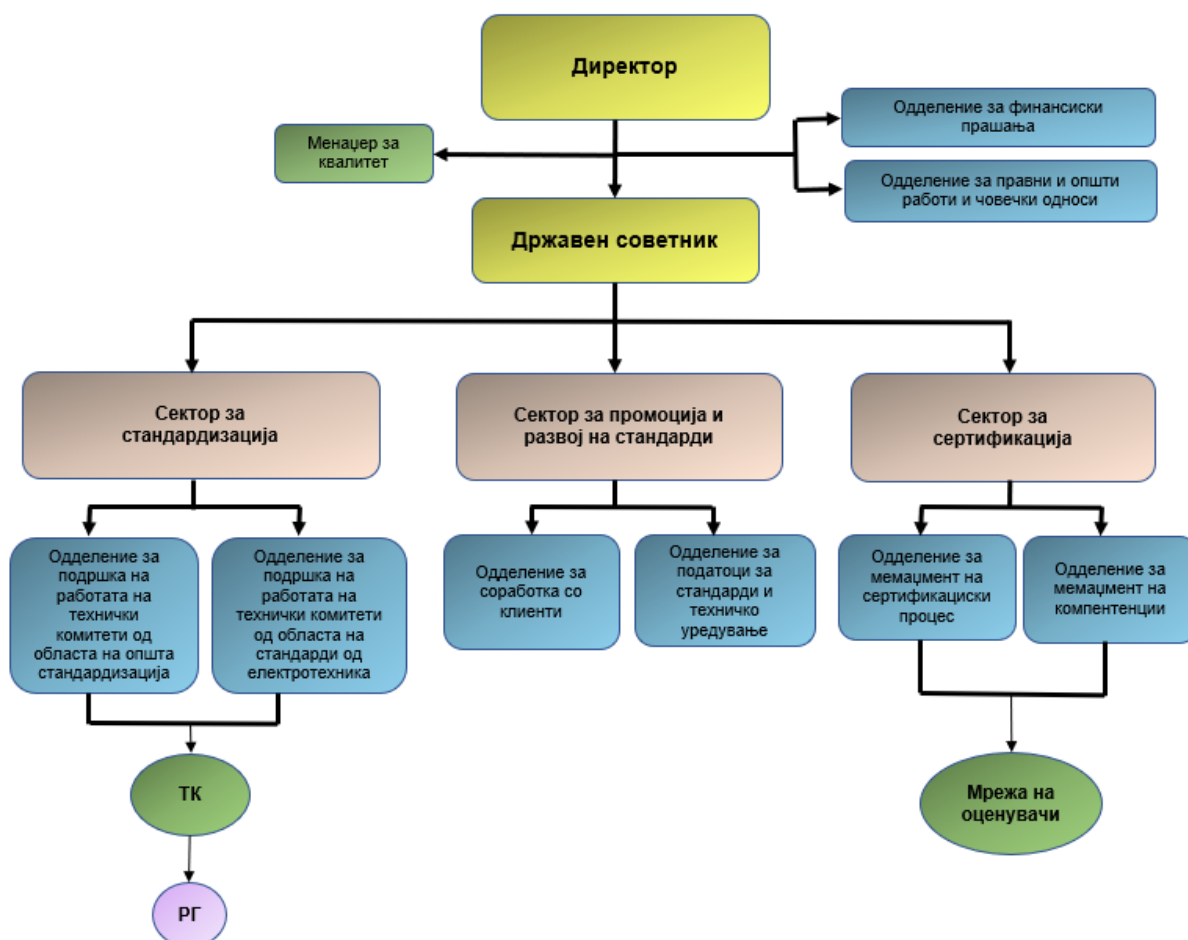 Директор
Одделение за финансиски
прашања
Менаџер за
квалитет
Одделение за правни и општи
работи и човечки односи
Државен советник
Сектор за
стандардизација
Сектор за промоција и
развој на стандарди
Сектор за
сертификација
Одделение за
подршка на
работата на
технички
комитети од
областа на општа
стандардизација
Одделение за
подршка на
работата на
технички комитети
од областа на
стандарди од
електротехника
Одделение за
соработка со
клиенти
Одделение за
податоци за
стандарди и
техничко
уредување
Одделение за
мемаџмент на
сертификациски
процес
Одделение за
мемаџмент на
компентенции
ТК
Мрежа на
оценувачи
РГ